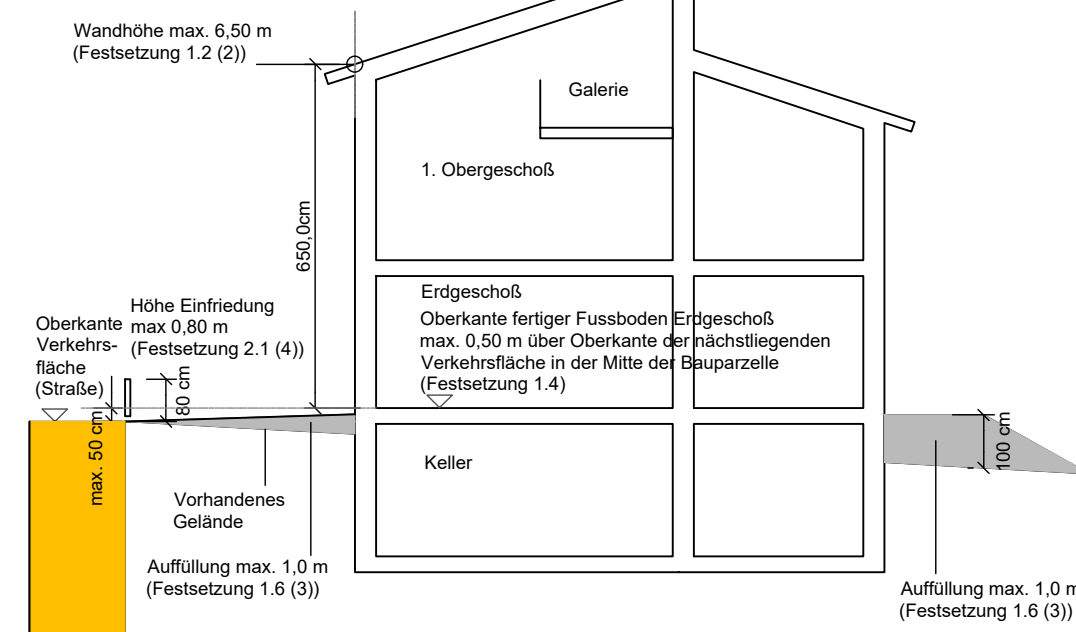 Wandhöhe max. 6,50 m
(Festsetzung 1.2 (2))
Galerie
1. Obergeschoß
650,0cm
Erdgeschoß
Oberkante fertiger Fussboden Erdgeschoß
max. 0,50 m über Oberkante der nächstliegenden
Verkehrsfläche in der Mitte der Bauparzelle
(Festsetzung 1.4)
Höhe Einfriedung
max 0,80 m
(Festsetzung 2.1 (4))
Oberkante
Verkehrs-
fläche
(Straße)
80 cm
max. 50 cm
100 cm
Keller
Vorhandenes
Gelände
Auffüllung max. 1,0 m
(Festsetzung 1.6 (3))
Auffüllung max. 1,0 m
(Festsetzung 1.6 (3))